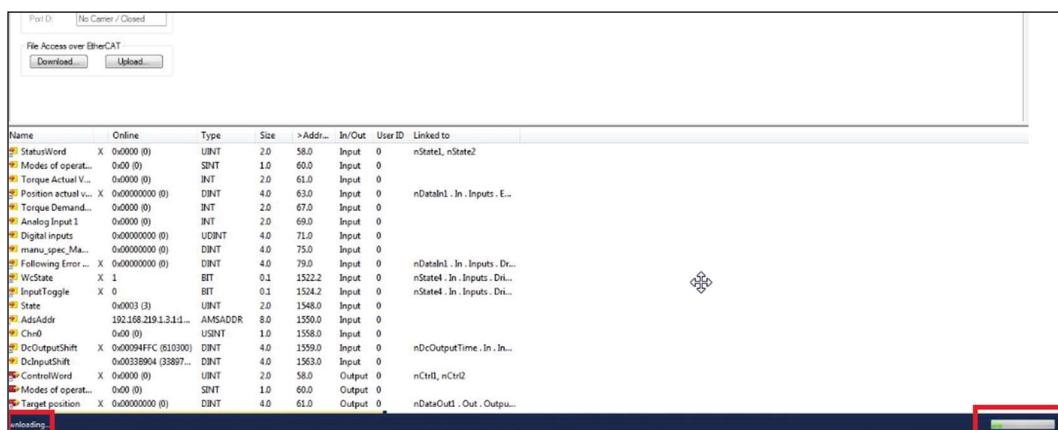 Port D: No Carrier / Closed
File Access over EtherCAT
Download... Upload...
Name Online Type Size >Addr... In/Out User ID Linked to
StatusWord X 0x0000 (0) UINT 2.0 58.0 Input 0 nState1, nState2
Modes of operat... 0x00 (0) SINT 1.0 60.0 Input 0
Torque Actual V... 0x0000 (0) INT 2.0 61.0 Input 0
Position actual v... X 0x00000000 (0) DINT 4.0 63.0 Input 0 nDataIn1 . In . Inputs . E...
Torque Demand... 0x0000 (0) INT 2.0 67.0 Input 0
Analog Input 1 0x0000 (0) INT 2.0 69.0 Input 0
Digital inputs 0x00000000 (0) UDINT 4.0 71.0 Input 0
manu_spec_Ma... 0x00000000 (0) DINT 4.0 75.0 Input 0
Following Error ... X 0x00000000 (0) DINT 4.0 79.0 Input 0 nDataIn1 . In . Inputs . Dr...
WcState X 1 BIT 0.1 1522.2 Input 0 nState4 . In . Inputs . Dri...
InputToggle X 0 BIT 0.1 1524.2 Input 0 nState4 . In . Inputs . Dri...
State 0x0003 (3) UINT 2.0 1548.0 Input 0
AdsAddr 192.168.219.1.3.1:1... AMSADDR 8.0 1550.0 Input 0
Chn0 0x00 (0) USINT 1.0 1558.0 Input 0
DcOutputShift X 0x00094FFC (610300) DINT 4.0 1559.0 Input 0 nDcOutputTime . In . In...
DcInputShift 0x0033B904 (33897... DINT 4.0 1563.0 Input 0
ControlWord X 0x0000 (0) UINT 2.0 58.0 Output 0 nCtrl1, nCtrl2
Modes of operat... 0x00 (0) SINT 1.0 60.0 Output 0
Target position X 0x00000000 (0) DINT 4.0 61.0 Output 0 nDataOut1 . Out . Outpu...
wnloading...